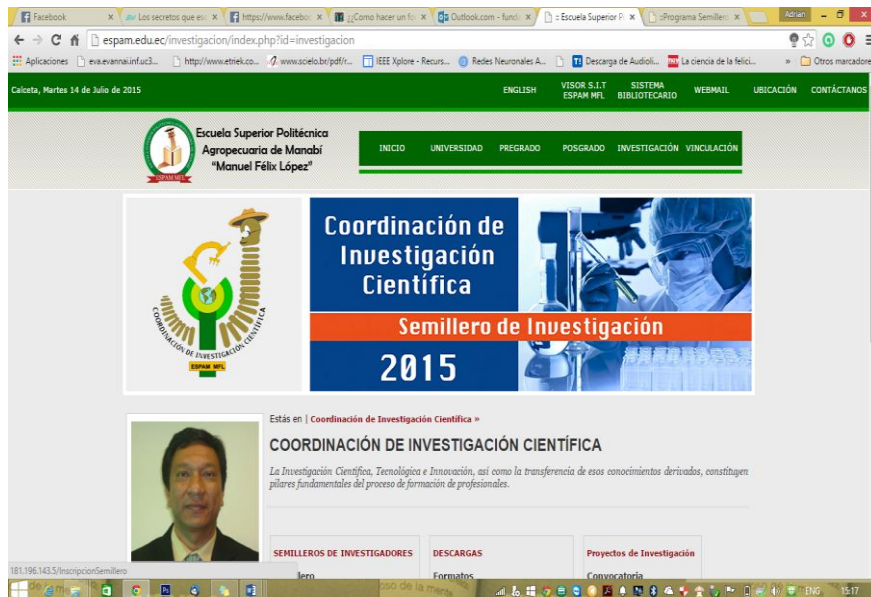 Facebook
Los secretos que es
https://www.faceboo
¿¿Como hacer un fo
Outlook.com - fund
:: Escuela Superior P
::Programa Semillero
Adrian
espam.edu.ec/investigacion/index.php?id=investigacion
Aplicaciones
eva.evannai.inf.uc3...
http://www.etriek.co...
www.scielo.br/pdf/r...
IEEE Xplore - Recurs...
Redes Neuronales A...
Descarga de Audioli...
La ciencia de la felici...
»
Otros marcadore
Calceta, Martes 14 de Julio de 2015
ENGLISH
VISOR S.I.T
ESPAM MFL
SISTEMA
BIBLIOTECARIO
WEBMAIL
UBICACIÓN
CONTÁCTANOS
Escuela Superior Politécnica
Agropecuaria de Manabí
"Manuel Félix López"
ESPAM MFL
INICIO
UNIVERSIDAD
PREGRADO
POSGRADO
INVESTIGACIÓN
VINCULACIÓN
COORDINACIÓN DE INVESTIGACIÓN CIENTÍFICA
ESPAM MFL
Coordinación de
Investigación
Científica
Semillero de Investigación
2015
Estás en | Coordinación de Investigación Científica »
COORDINACIÓN DE INVESTIGACIÓN CIENTÍFICA
La Investigación Científica, Tecnológica e Innovación, así como la transferencia de esos conocimientos derivados, constituyen
pilares fundamentales del proceso de formación de profesionales.
SEMILLEROS DE INVESTIGADORES
DESCARGAS
Proyectos de Investigación
Formatos
Convocatoria
181.196.143.5/InscripcionSemillero
ENG
15:17